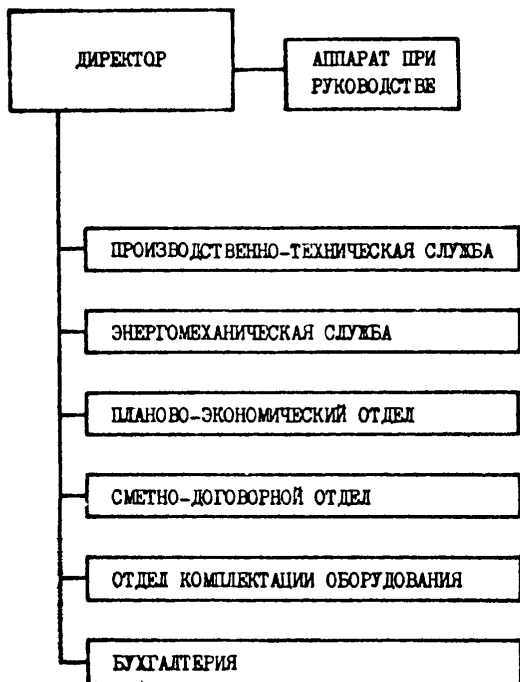 ДИРЕКТОР
АППАРАТ ПРИ
РУКОВОДСТВЕ
ПРОИЗВОДСТВЕННО-ТЕХНИЧЕСКАЯ СЛУЖБА
ЭНЕРГОМЕХАНИЧЕСКАЯ СЛУЖБА
ПЛАНОВО-ЭКОНОМИЧЕСКИЙ ОТДЕЛ
СМЕТНО-ДОГОВОРНОЙ ОТДЕЛ
ОТДЕЛ КОМПЛЕКТАЦИИ ОБОРУДОВАНИЯ
БУХГАЛТЕРИЯ